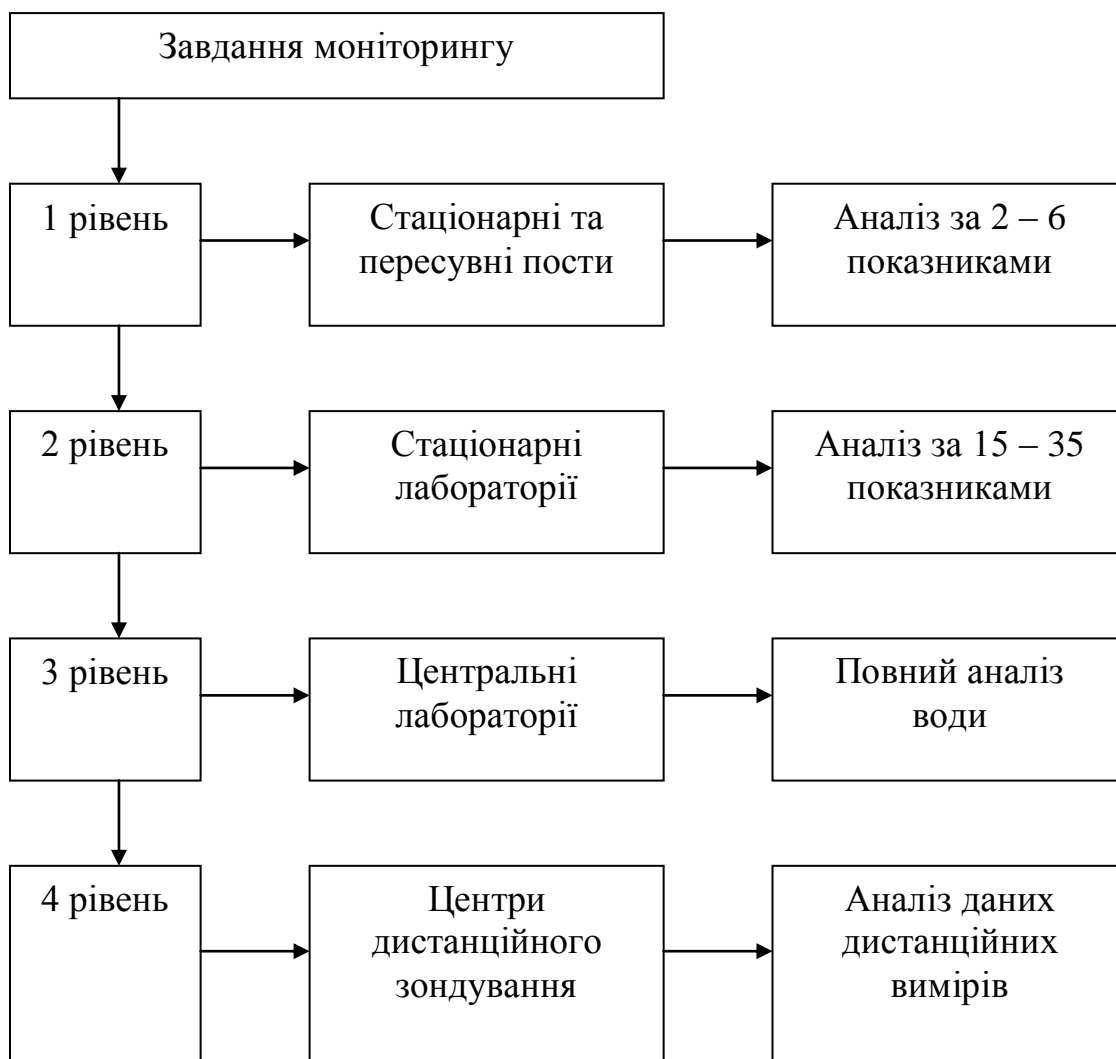 Завдання моніторингу
1 рівень
Стаціонарні та
пересувні пости
Аналіз за 2 – 6
показниками
2 рівень
Стаціонарні
лабораторії
Аналіз за 15 – 35
показниками
3 рівень
Центральні
лабораторії
Повний аналіз
води
4 рівень
Центри
дистанційного
зондування
Аналіз даних
дистанційних
вимірів